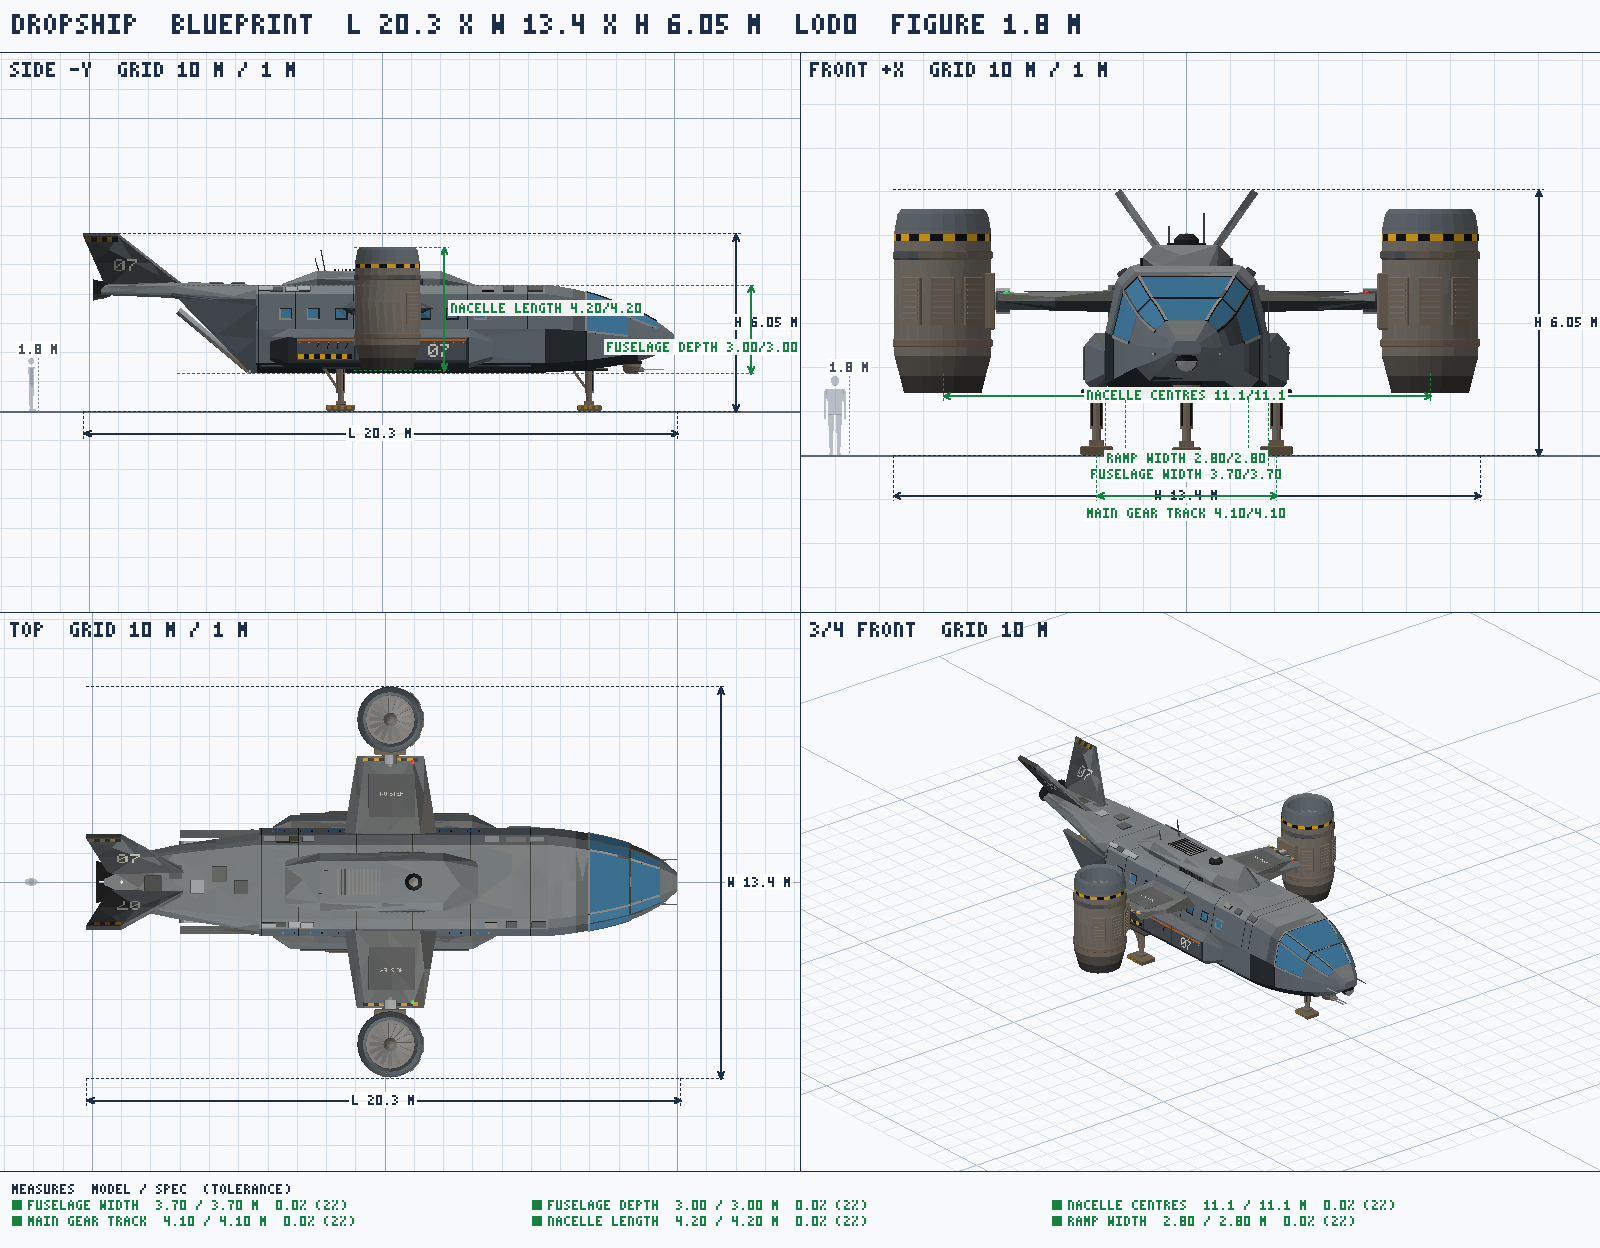 DROPSHIP BLUEPRINT L 20.3 X W 13.4 X H 6.05 M LOD0 FIGURE 1.8 M
SIDE -Y GRID 10 M / 1 M
07
1.8 M
NACELLE LENGTH 4.20/4.20
H 6.05 M
FUSELAGE DEPTH 3.00/3.00
07
L 20.3 M
FRONT +X GRID 10 M / 1 M
H 6.05 M
1.8 M
NACELLE CENTRES 11.1/11.1
RAMP WIDTH 2.80/2.80
FUSELAGE WIDTH 3.70/3.70
W 13.4 M
MAIN GEAR TRACK 4.10/4.10
TOP GRID 10 M / 1 M
07
07
W 13.4 M
L 20.3 M
3/4 FRONT GRID 10 M
07
07
MEASURES MODEL / SPEC (TOLERANCE)
FUSELAGE WIDTH 3.70 / 3.70 M 0.0% (2%)
FUSELAGE DEPTH 3.00 / 3.00 M 0.0% (2%)
NACELLE CENTRES 11.1 / 11.1 M 0.0% (2%)
MAIN GEAR TRACK 4.10 / 4.10 M 0.0% (2%)
NACELLE LENGTH 4.20 / 4.20 M 0.0% (2%)
RAMP WIDTH 2.80 / 2.80 M 0.0% (2%)